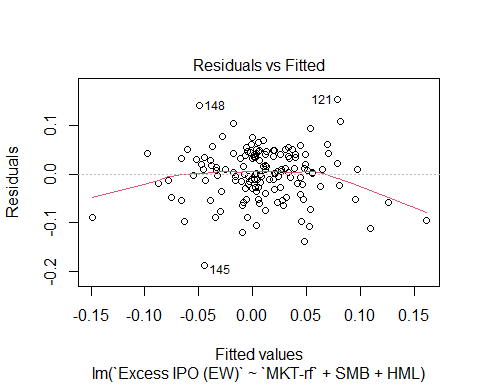 Residuals vs Fitted
Residuals
0.1
0.0
-0.1
-0.2
148
121
145
-0.15 -0.10 -0.05 0.00 0.05 0.10 0.15
Fitted values
lm(`Excess IPO (EW)` ~ `MKT-rf` + SMB + HML)